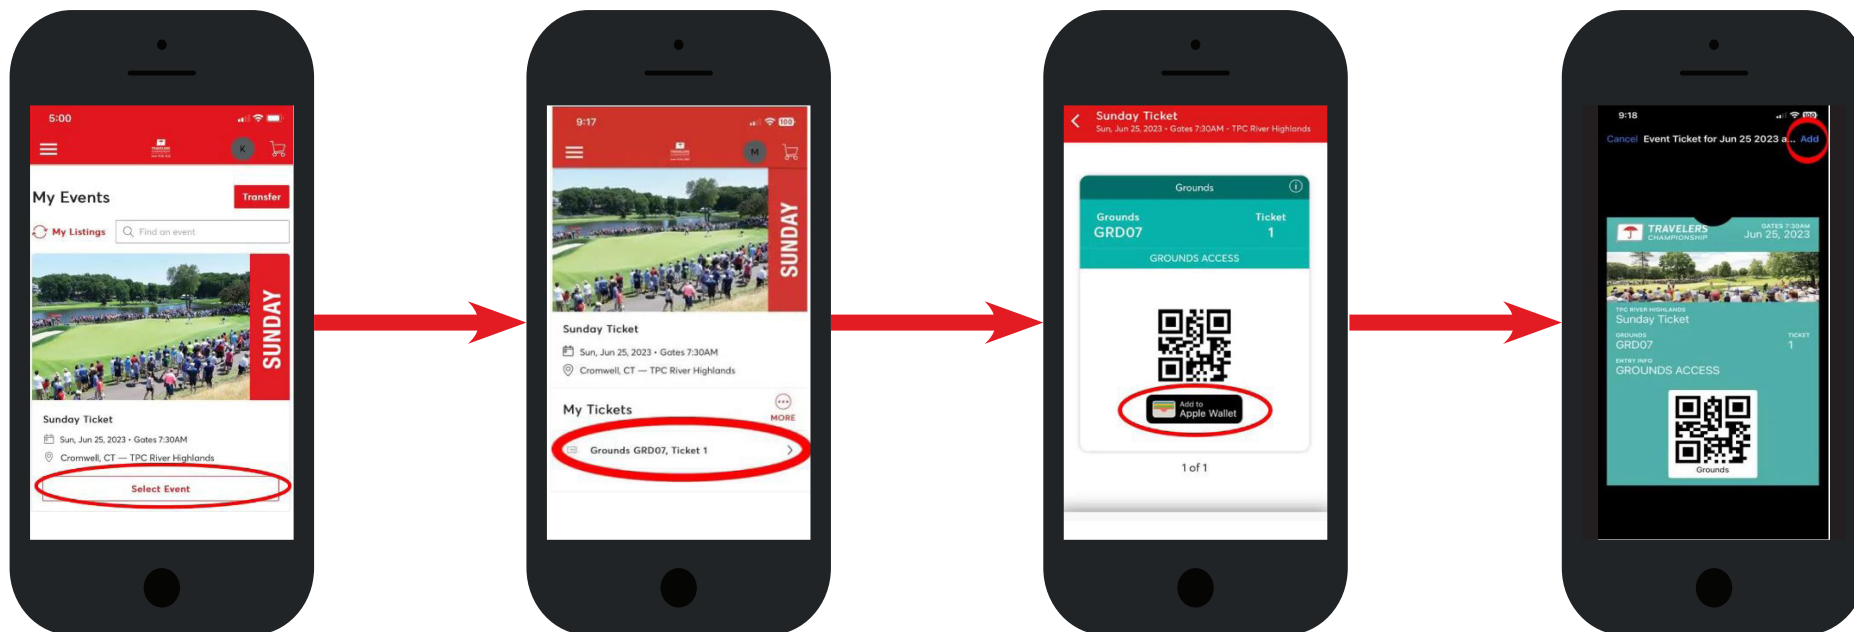 5:00
K
My Events
Transfer
My Listings
Find an event
SUNDAY
Sunday Ticket
Sun, Jun 25, 2023 • Gates 7:30AM
Cromwell, CT — TPC River Highlands
Select Event
9:17
100
M
SUNDAY
Sunday Ticket
Sun, Jun 25, 2023 • Gates 7:30AM
Cromwell, CT — TPC River Highlands
My Tickets
MORE
Grounds GRD07, Ticket 1
Sunday Ticket
Sun, Jun 25, 2023 • Gates 7:30AM • TPC River Highlands
Grounds
Grounds Ticket
GRD07 1
GROUNDS ACCESS
Add to
Apple Wallet
1 of 1
9:18
100
Cancel Event Ticket for Jun 25 2023 a... Add
TRAVELERS
CHAMPIONSHIP
GATES 7:30AM
Jun 25, 2023
TPC RIVER HIGHLANDS
Sunday Ticket
GROUNDS TICKET
GRD07 1
ENTRY INFO
GROUNDS ACCESS
Grounds